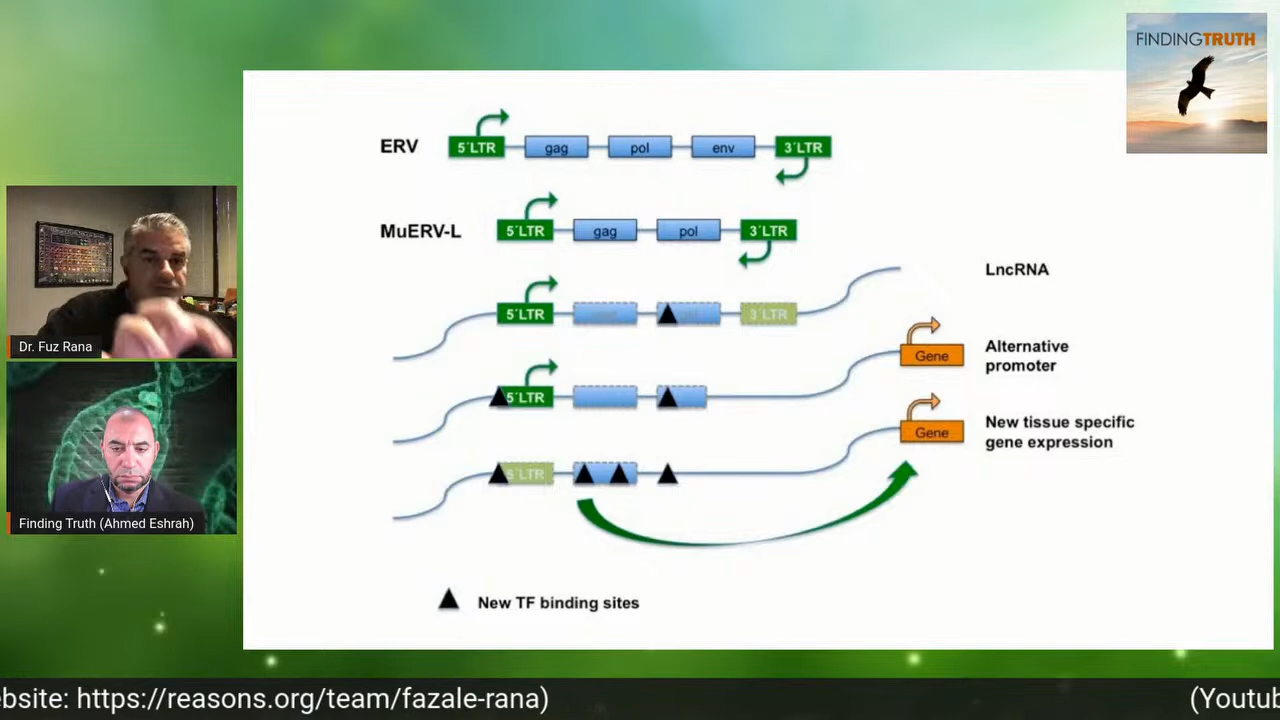 FINDINGTRUTH
ERV
5´LTR
gag
pol
env
3´LTR
MuERV-L
5´LTR
gag
pol
3´LTR
LncRNA
5´LTR
3´LTR
Alternative
promoter
Gene
5´LTR
New tissue specific
gene expression
Gene
5´LTR
New TF binding sites
Dr. Fuz Rana
Finding Truth (Ahmed Eshrah)
ebsite: https://reasons.org/team/fazale-rana)
(Youtub